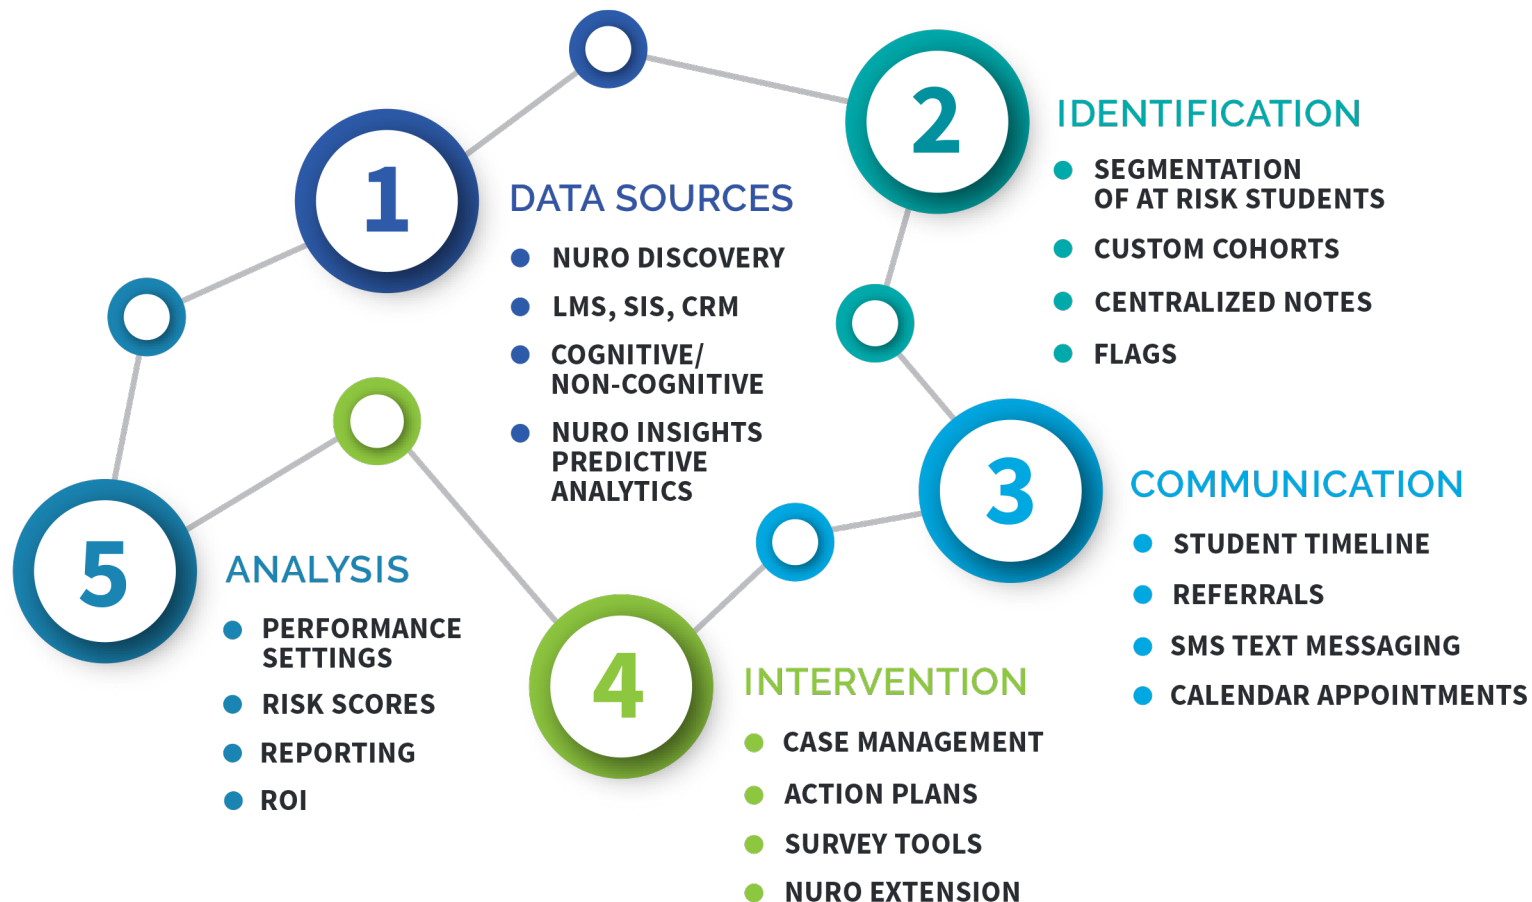 1
DATA SOURCES
NURO DISCOVERY
LMS, SIS, CRM
COGNITIVE/
NON-COGNITIVE
NURO INSIGHTS
PREDICTIVE
ANALYTICS
2
IDENTIFICATION
SEGMENTATION
OF AT RISK STUDENTS
CUSTOM COHORTS
CENTRALIZED NOTES
FLAGS
3
COMMUNICATION
STUDENT TIMELINE
REFERRALS
SMS TEXT MESSAGING
CALENDAR APPOINTMENTS
4
INTERVENTION
CASE MANAGEMENT
ACTION PLANS
SURVEY TOOLS
NURO EXTENSION
5
ANALYSIS
PERFORMANCE
SETTINGS
RISK SCORES
REPORTING
ROI